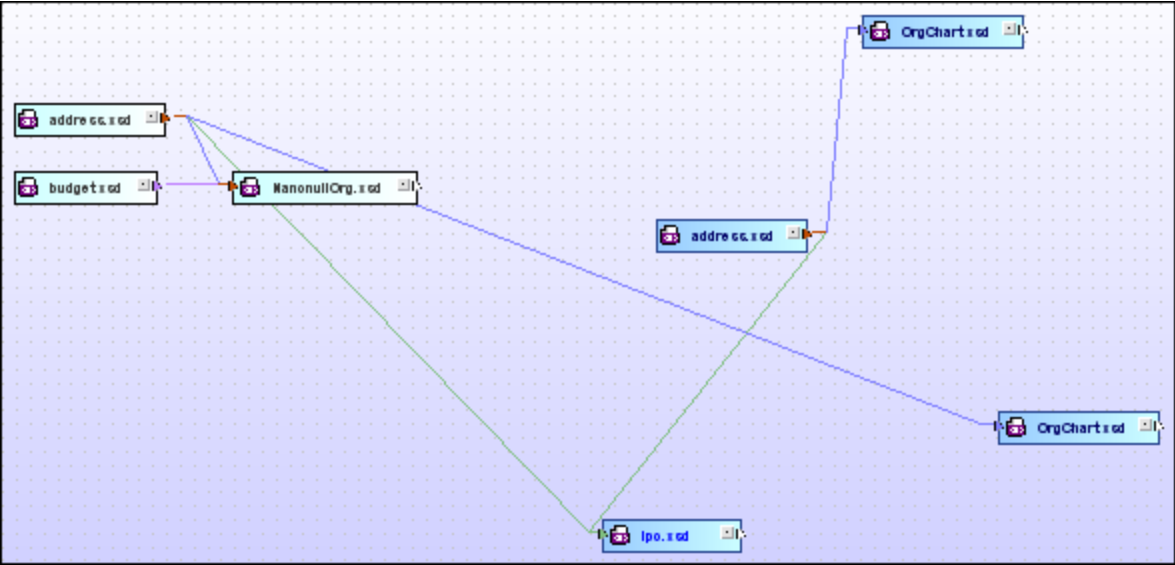 OrgChart.xsd
address.xsd
budget.xsd
NanonullOrg.xsd
address.xsd
OrgChart.xsd
ipo.xsd